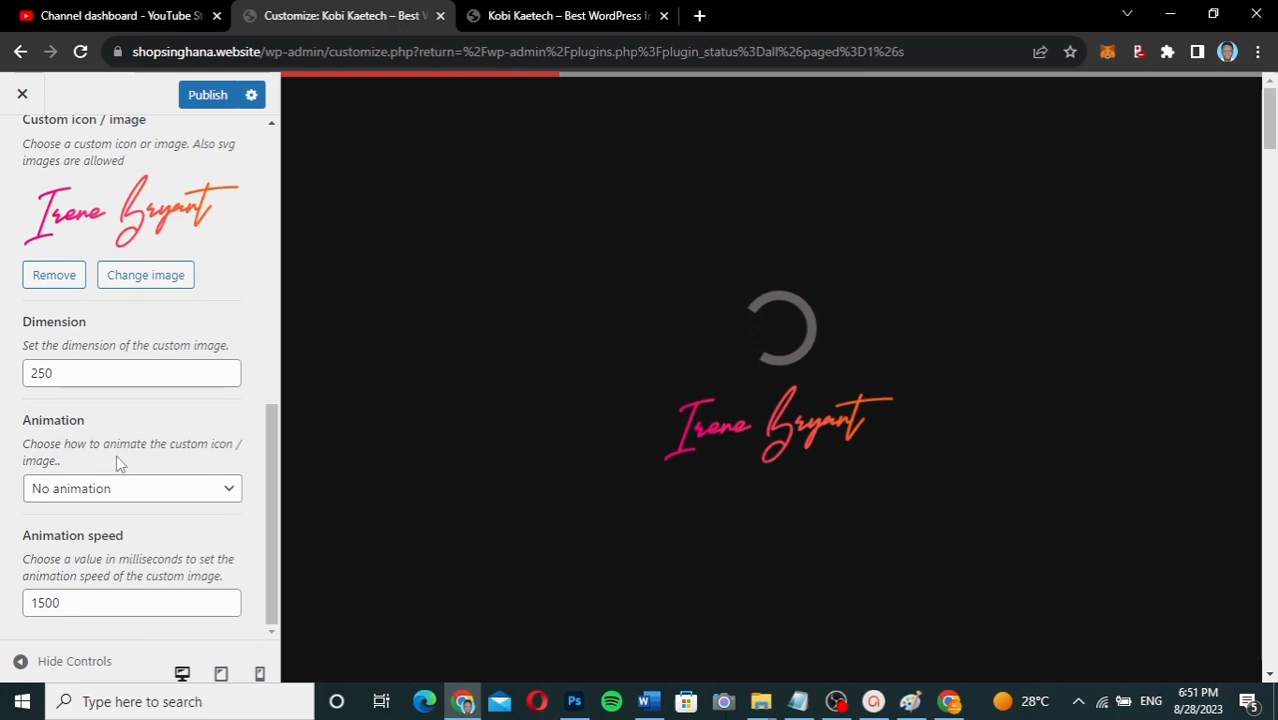 Channel dashboard - YouTube St
Customize: Kobi Kaetech – Best W
Kobi Kaetech – Best WordPress In
shopsinghana.website/wp-admin/customize.php?return=%2Fwp-admin%2Fplugins.php%3Fplugin_status%3Dall%26paged%3D1%26s
Publish
Custom icon / image
Choose a custom icon or image. Also svg
images are allowed
Irene Bryant
Remove
Change image
Dimension
Set the dimension of the custom image.
250
Animation
Choose how to animate the custom icon /
image..
No animation
Animation speed
Choose a value in milliseconds to set the
animation speed of the custom image.
1500
Hide Controls
Irene Bryant
Type here to search
28°C
ENG
6:51 PM
8/28/2023
5